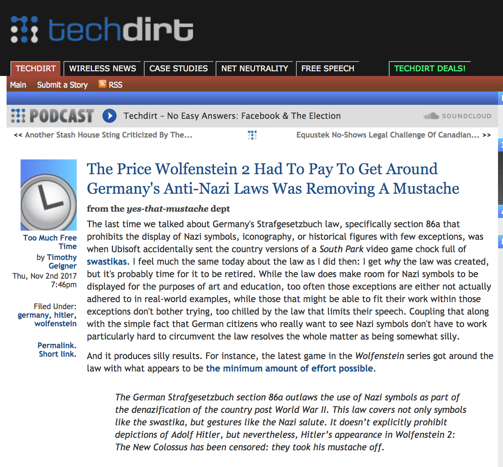 techdirt
TECHDIRT WIRELESS NEWS CASE STUDIES NET NEUTRALITY FREE SPEECH TECHDIRT DEALS!
Main Submit a Story RSS
PODCAST Techdirt – No Easy Answers: Facebook & The Election SOUNDCLOUD
<< Another Stash House Sting Criticized By The... Equustek No-Shows Legal Challenge Of Canadian...
Too Much Free
Time
by Timothy
Geigner
Thu, Nov 2nd 2017
7:46pm
Filed Under:
germany, hitler,
wolfenstein
Permalink.
Short link.
The Price Wolfenstein 2 Had To Pay To Get Around
Germany's Anti-Nazi Laws Was Removing A Mustache
from the yes-that-mustache dept
The last time we talked about Germany's Strafgesetzbuch law, specifically section 86a that
prohibits the display of Nazi symbols, iconography, or historical figures with few exceptions, was
when Ubisoft accidentally sent the country versions of a South Park video game chock full of
swastikas. I feel much the same today about the law as I did then: I get why the law was created,
but it's probably time for it to be retired. While the law does make room for Nazi symbols to be
displayed for the purposes of art and education, too often those exceptions are either not actually
adhered to in real-world examples, while those that might be able to fit their work within those
exceptions don't bother trying, too chilled by the law that limits their speech. Coupling that along
with the simple fact that German citizens who really want to see Nazi symbols don't have to work
particularly hard to circumvent the law resolves the whole matter as being somewhat silly.
And it produces silly results. For instance, the latest game in the Wolfenstein series got around the
law with what appears to be the minimum amount of effort possible.
The German Strafgesetzbuch section 86a outlaws the use of Nazi symbols as part of
the denazification of the country post World War II. This law covers not only symbols
like the swastika, but gestures like the Nazi salute. It doesn't explicitly prohibit
depictions of Adolf Hitler, but nevertheless, Hitler's appearance in Wolfenstein 2:
The New Colossus has been censored: they took his mustache off.